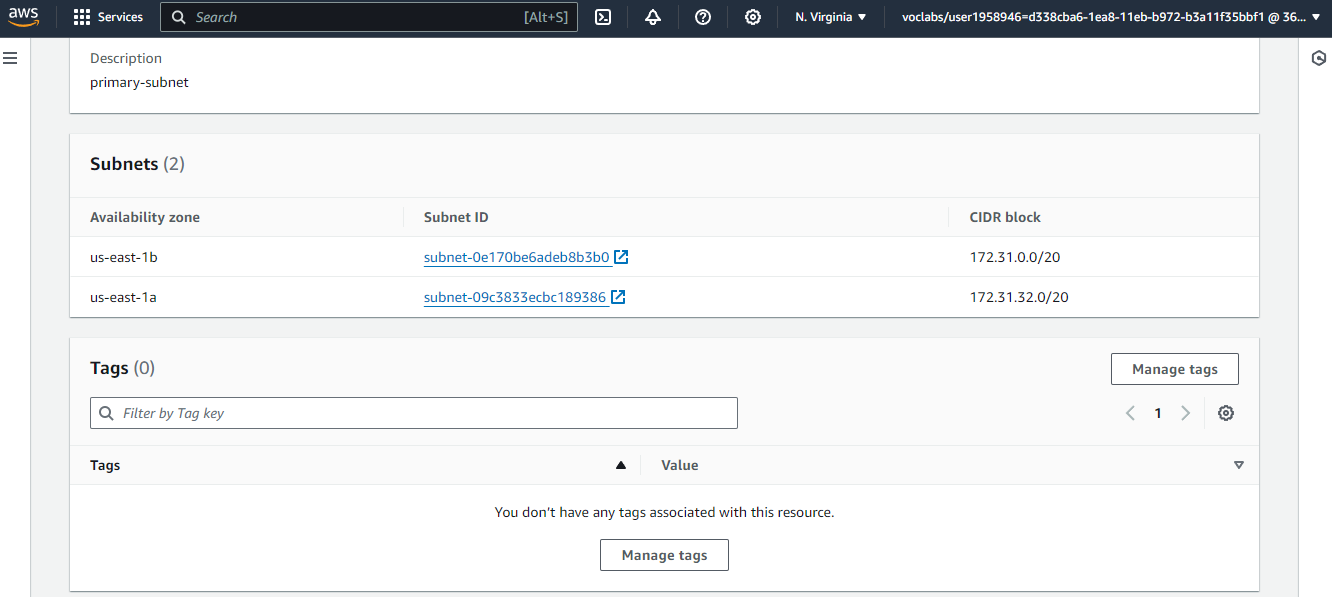 aws Services Search [Alt+S] N. Virginia voclabs/user1958946=d338cba6-1ea8-11eb-b972-b3a11f35bbf1 @ 36...
Description
primary-subnet
Subnets (2)
Availability zone Subnet ID CIDR block
us-east-1b subnet-0e170be6adeb8b3b0 172.31.0.0/20
us-east-1a subnet-09c3833ecbc189386 172.31.32.0/20
Tags (0) Manage tags
Filter by Tag key 1
Tags Value
You don't have any tags associated with this resource.
Manage tags